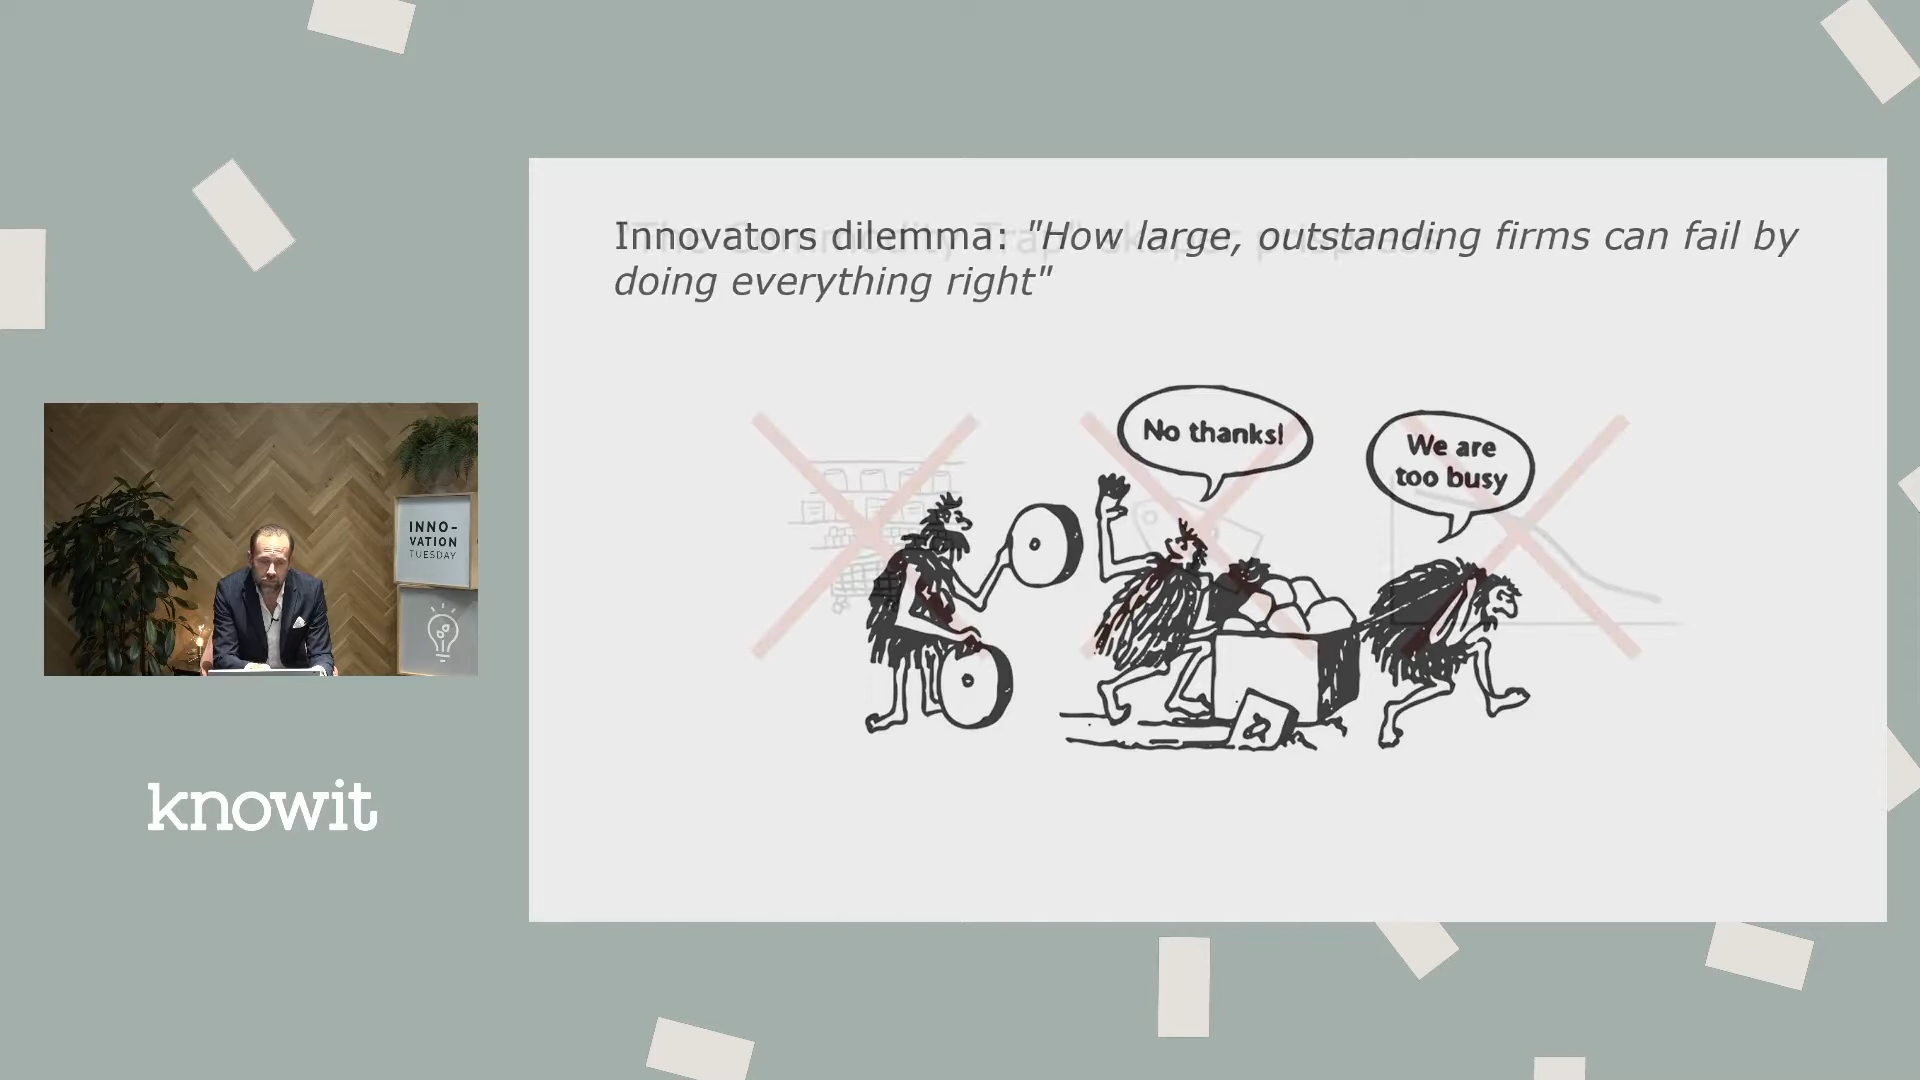 Innovators dilemma: "How large, outstanding firms can fail by
doing everything right"
No thanks!
We are
too busy
INNO-
VATION
TUESDAY
knowit